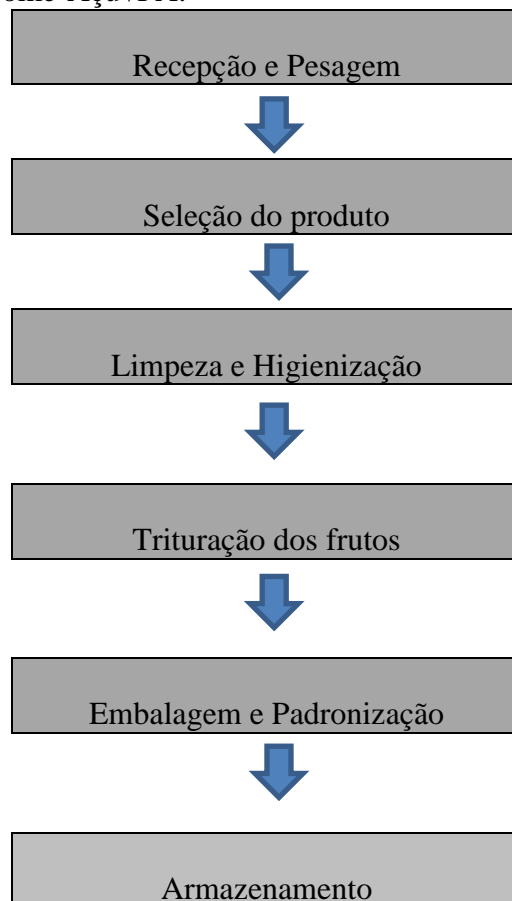 Recepção e Pesagem
Seleção do produto
Limpeza e Higienização
Trituração dos frutos
Embalagem e Padronização
Armazenamento